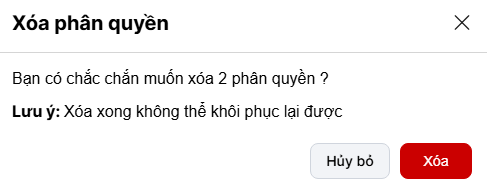 Xóa phân quyền
Bạn có chắc chắn muốn xóa 2 phân quyền ?
Lưu ý: Xóa xong không thể khôi phục lại được
Hủy bỏ
Xóa